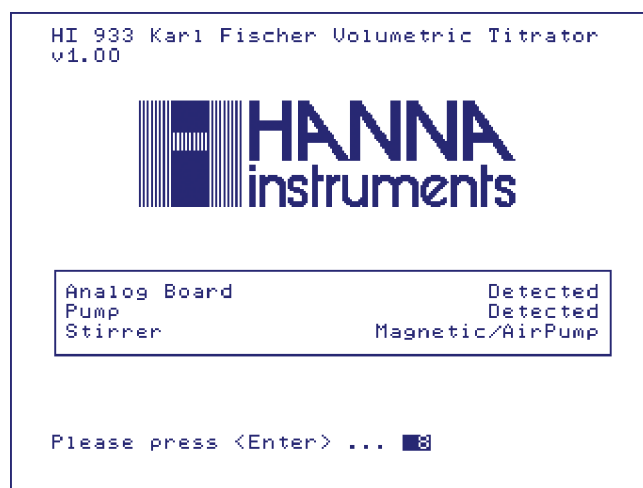 HI 933 Karl Fischer Volumetric Titrator
v1.00
HANNA
instruments
Analog Board Detected
Pump Detected
Stirrer Magnetic/AirPump
Please press <Enter> ... 8